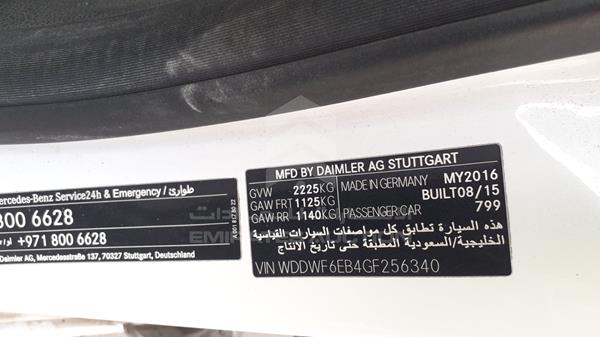 Mercedes-Benz Service24h & Emergency / طوارئ
800 6628
+971 800 6628
Daimler AG, Mercedesstraße 137, 70327 Stuttgart, Deutschland
MFD BY DAIMLER AG STUTTGART
GVW 2225KG MADE IN GERMANY MY2016
GAW FRT 1125KG BUILT08/15
GAW RR 1140KG PASSENGER CAR 799
هذه السيارة تطابق كل مواصفات السيارات القياسية
الخليجية/السعودية المطبقة حتى تاريخ الانتاج
VIN WDDWF6EB4GF256340